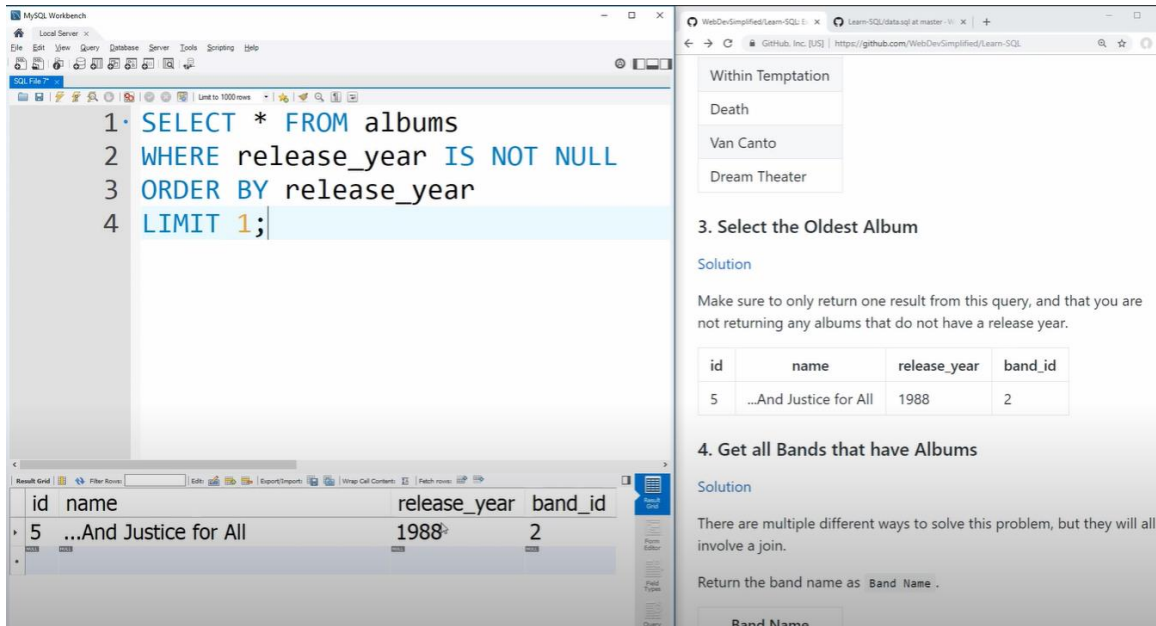 MySQL Workbench
Local Server ×
File Edit View Query Database Server Tools Scripting Help
SQL File 7* ×
Limit to 1000 rows
1 SELECT * FROM albums
2 WHERE release_year IS NOT NULL
3 ORDER BY release_year
4 LIMIT 1;
Result Grid Filter Rows: Edit: Export/Import: Wrap Cell Content: Fetch rows:
id name release_year band_id
5 ...And Justice for All 1988 2
NULL NULL NULL NULL
Result Grid
Form Editor
Field Types
Query
WebDevSimplified/Learn-SQL: E × Learn-SQL/data.sql at master · W × +
GitHub, Inc. [US] | https://github.com/WebDevSimplified/Learn-SQL
Within Temptation
Death
Van Canto
Dream Theater
3. Select the Oldest Album
Solution
Make sure to only return one result from this query, and that you are
not returning any albums that do not have a release year.
id name release_year band_id
5 ...And Justice for All 1988 2
4. Get all Bands that have Albums
Solution
There are multiple different ways to solve this problem, but they will all
involve a join.
Return the band name as Band Name .
Band Name